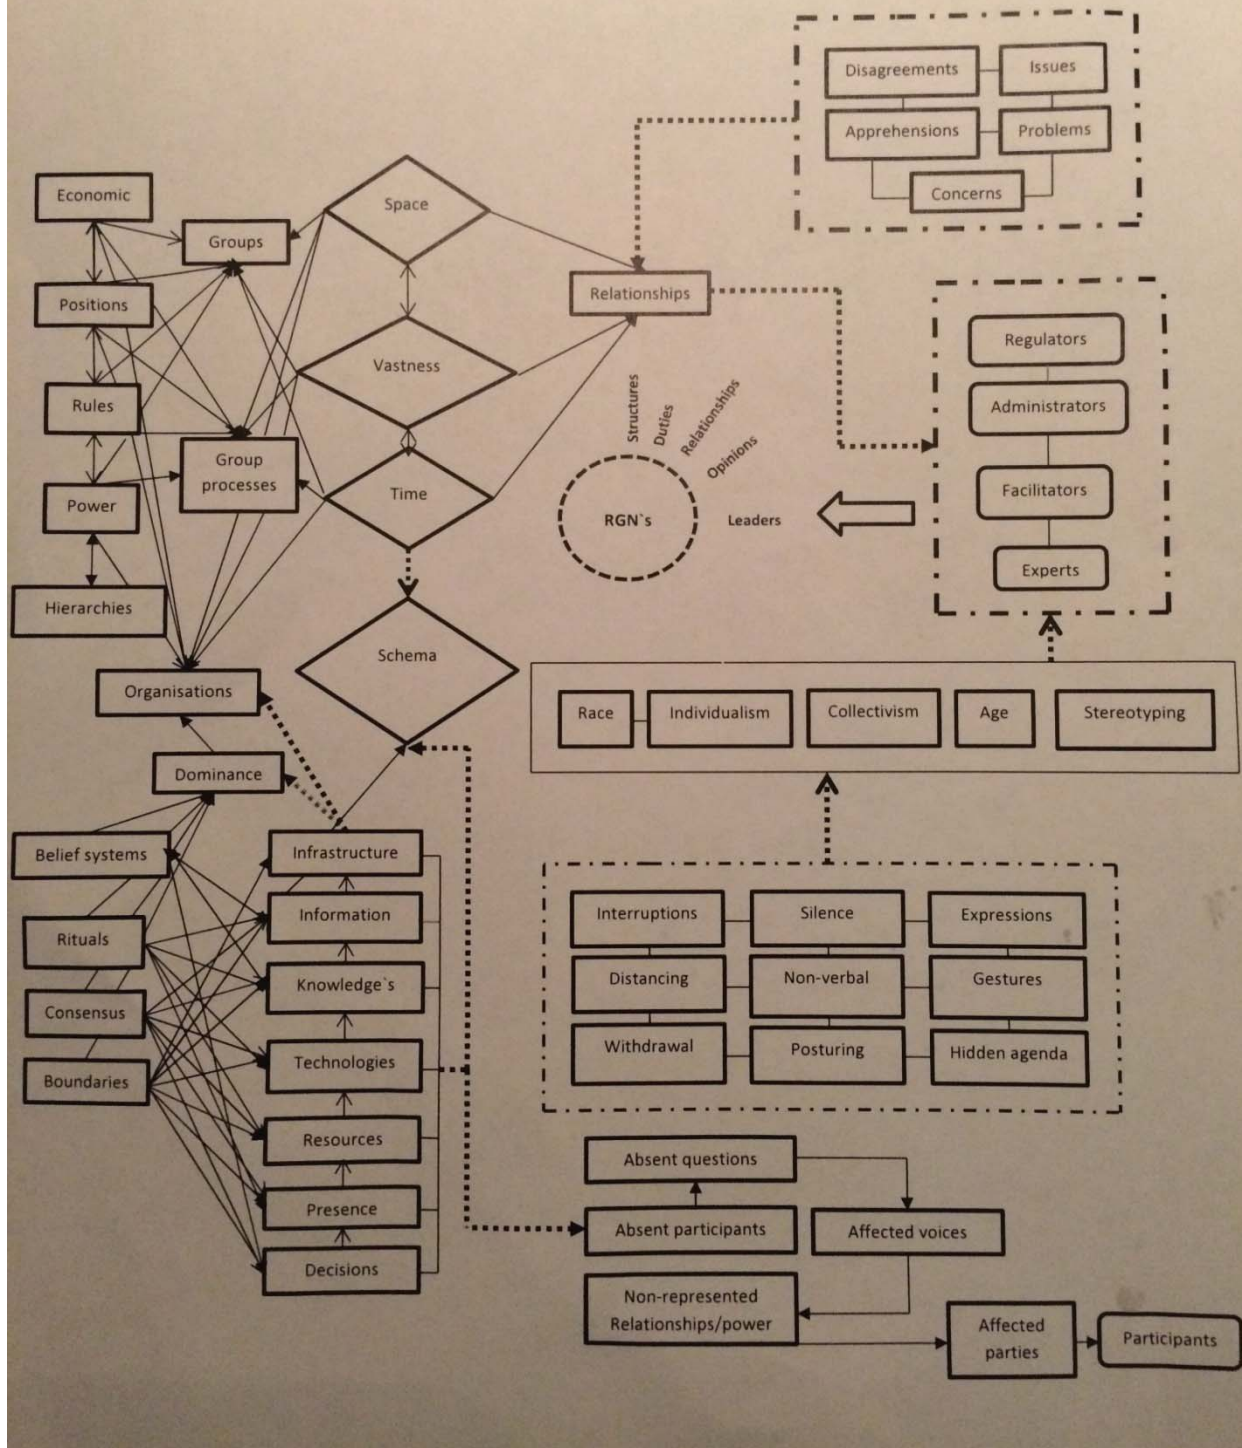 Disagreements
Issues
Apprehensions
Problems
Concerns
Economic
Groups
Space
Positions
Relationships
Vastness
Rules
Group
processes
Time
Power
Hierarchies
Structures
Duties
Relationships
Opinions
RGN`s
Leaders
Regulators
Administrators
Facilitators
Experts
Schema
Organisations
Dominance
Race
Individualism
Collectivism
Age
Stereotyping
Belief systems
Rituals
Consensus
Boundaries
Infrastructure
Information
Knowledge`s
Technologies
Resources
Presence
Decisions
Interruptions
Silence
Expressions
Distancing
Non-verbal
Gestures
Withdrawal
Posturing
Hidden agenda
Absent questions
Absent participants
Affected voices
Non-represented
Relationships/power
Affected
parties
Participants